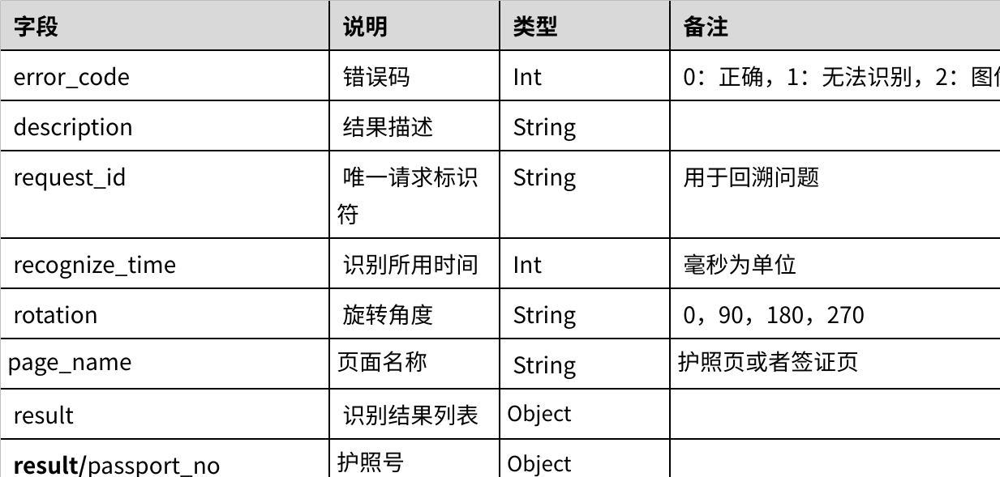 字段 说明 类型 备注
error_code 错误码 Int 0：正确，1：无法识别，2：图
description 结果描述 String
request_id 唯一请求标识 String 用于回溯问题
符
recognize_time 识别所用时间 Int 毫秒为单位
rotation 旋转角度 String 0，90，180，270
page_name 页面名称 String 护照页或者签证页
result 识别结果列表 Object
result/passport_no 护照号 Object